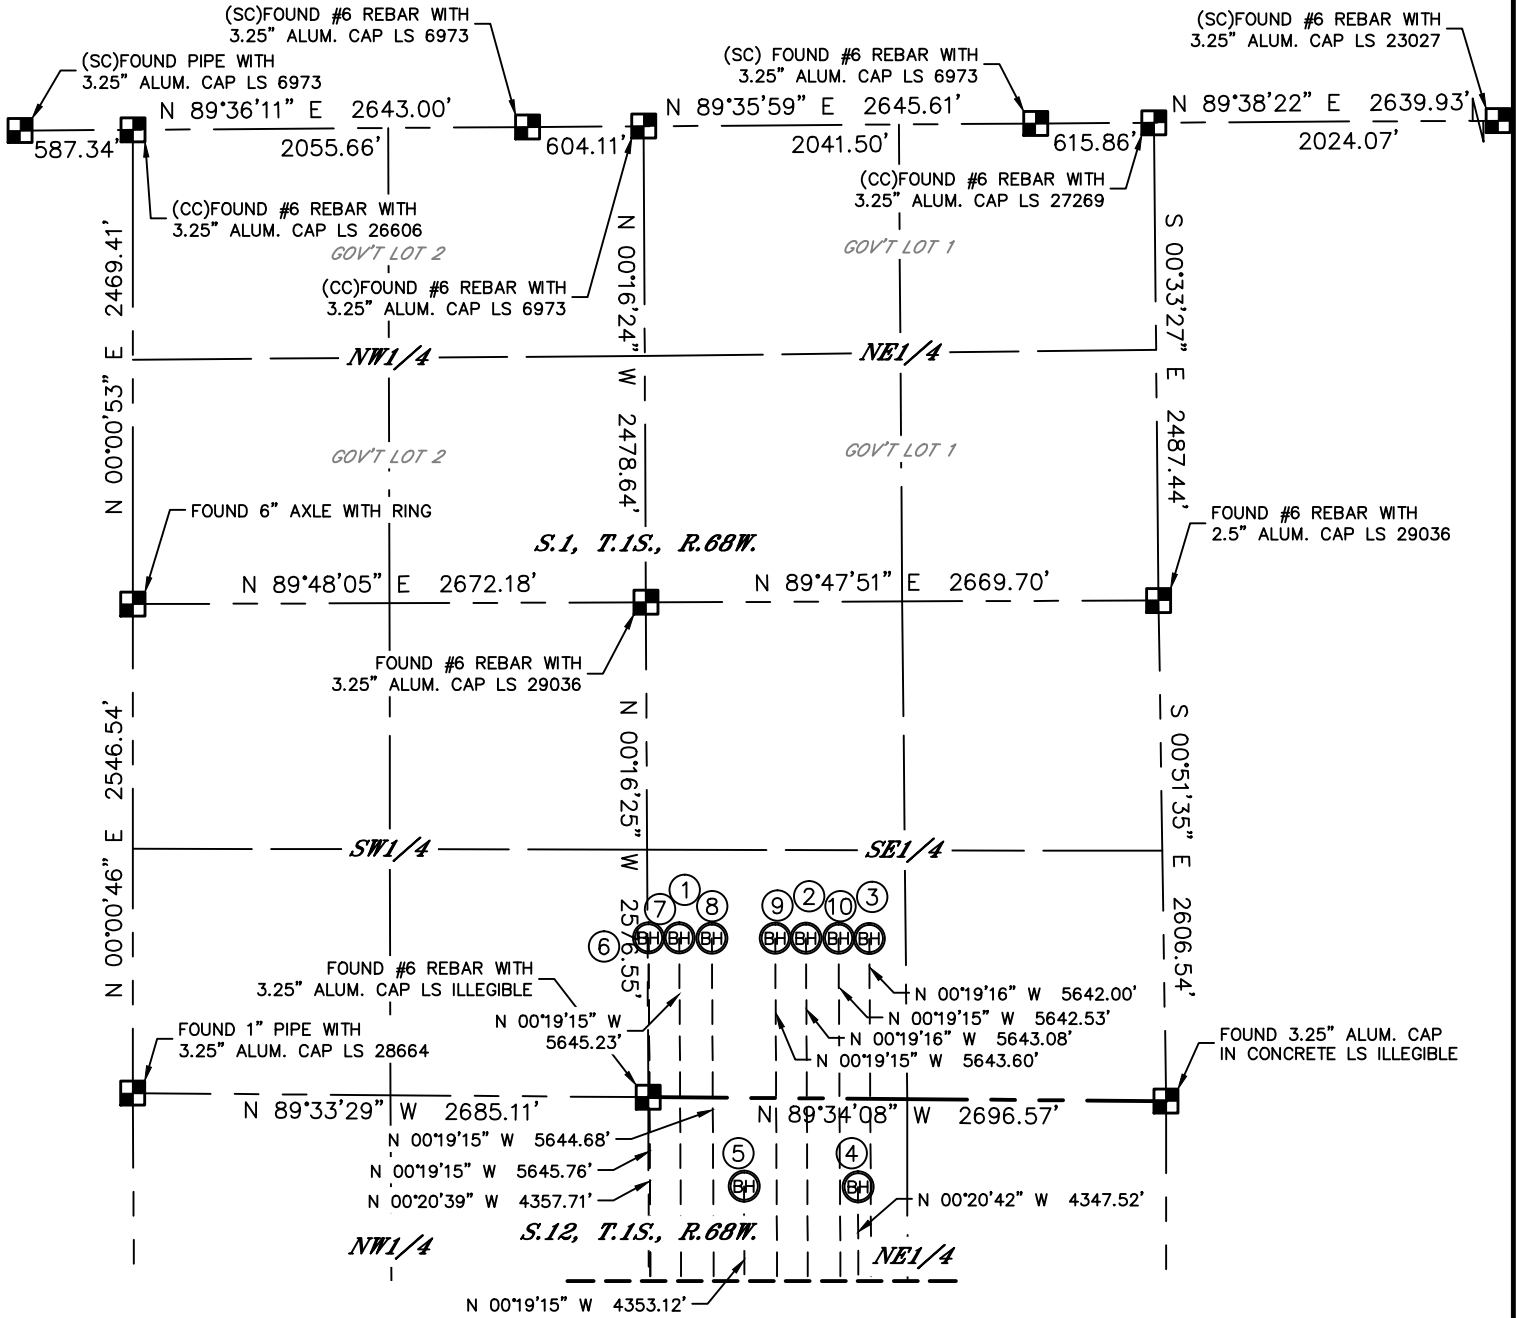 (SC)FOUND #6 REBAR WITH
3.25" ALUM. CAP LS 6973
(SC)FOUND #6 REBAR WITH
3.25" ALUM. CAP LS 23027
(SC)FOUND PIPE WITH
3.25" ALUM. CAP LS 6973
(SC) FOUND #6 REBAR WITH
3.25" ALUM. CAP LS 6973
N 89°36'11" E 2643.00'
N 89°35'59" E 2645.61'
N 89°38'22" E 2639.93'
587.34'
2055.66'
604.11'
2041.50'
615.86'
2024.07'
(CC)FOUND #6 REBAR WITH
3.25" ALUM. CAP LS 26606
(CC)FOUND #6 REBAR WITH
3.25" ALUM. CAP LS 27269
GOV'T LOT 2
GOV'T LOT 1
(CC)FOUND #6 REBAR WITH
3.25" ALUM. CAP LS 6973
N 00°00'53" E 2469.41'
N 00°16'24" W 2478.64'
S 00°33'27" E 2487.44'
NW1/4
NE1/4
GOV'T LOT 2
GOV'T LOT 1
FOUND 6" AXLE WITH RING
FOUND #6 REBAR WITH
2.5" ALUM. CAP LS 29036
S.1, T.1S., R.68W.
N 89°48'05" E 2672.18'
N 89°47'51" E 2669.70'
FOUND #6 REBAR WITH
3.25" ALUM. CAP LS 29036
N 00°00'46" E 2546.54'
N 00°16'25" W 2576.55'
S 00°51'35" E 2606.54'
SW1/4
SE1/4
6
7
1
8
9
2
10
3
BH
BH
BH
BH
BH
BH
BH
FOUND #6 REBAR WITH
3.25" ALUM. CAP LS ILLEGIBLE
N 00°19'16" W 5642.00'
N 00°19'15" W
5645.23'
N 00°19'15" W 5642.53'
N 00°19'16" W 5643.08'
N 00°19'15" W 5643.60'
FOUND 1" PIPE WITH
3.25" ALUM. CAP LS 28664
FOUND 3.25" ALUM. CAP
IN CONCRETE LS ILLEGIBLE
N 89°33'29" W 2685.11'
N 89°34'08" W 2696.57'
N 00°19'15" W 5644.68'
N 00°19'15" W 5645.76'
N 00°20'39" W 4357.71'
5
4
BH
BH
N 00°20'42" W 4347.52'
S.12, T.1S., R.68W.
NW1/4
NE1/4
N 00°19'15" W 4353.12'